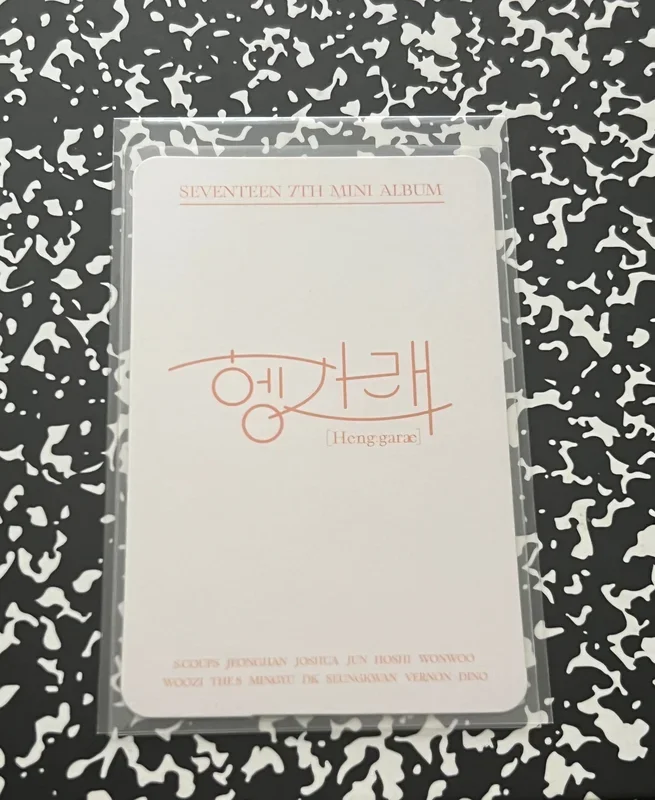 SEVENTEEN 7TH MINI ALBUM
헹가래
[Heng:garæ]
S.COUPS JEONGHAN JOSHUA JUN HOSHI WONWOO
WOOZI THE 8 MINGYU DK SEUNGKWAN VERNON DINO